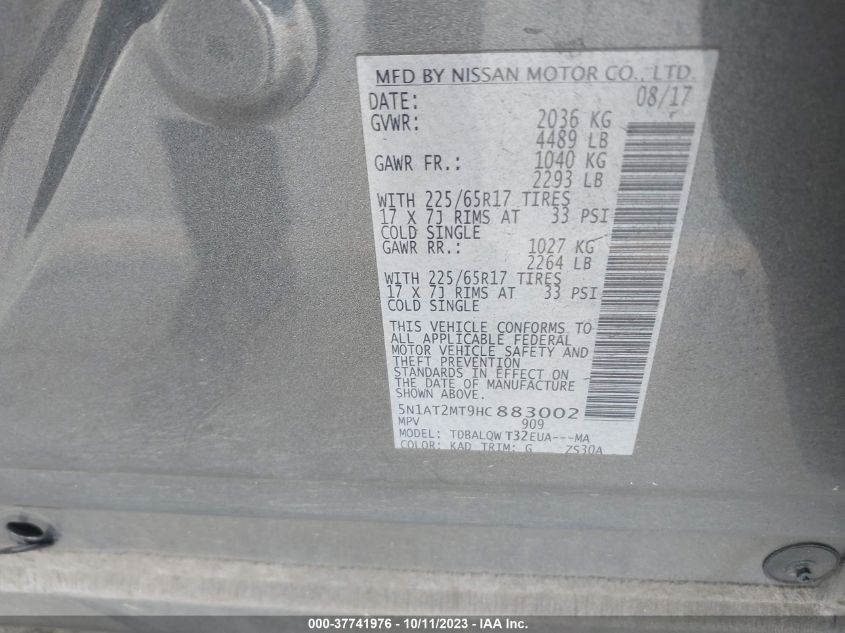 MFD BY NISSAN MOTOR CO., LTD.
DATE: 08/17
GVWR: 2036 KG
4489 LB
GAWR FR.: 1040 KG
2293 LB
WITH 225/65R17 TIRES
17 X 7J RIMS AT 33 PSI
COLD SINGLE
GAWR RR.: 1027 KG
2264 LB
WITH 225/65R17 TIRES
17 X 7J RIMS AT 33 PSI
COLD SINGLE
THIS VEHICLE CONFORMS TO
ALL APPLICABLE FEDERAL
MOTOR VEHICLE SAFETY AND
THEFT PREVENTION
STANDARDS IN EFFECT ON
THE DATE OF MANUFACTURE
SHOWN ABOVE.
5N1AT2MT9HC883002
MPV 909
MODEL: TDBALQWT32EUA---MA
COLOR: KAD TRIM: G ZS30A
000-37741976 - 10/11/2023 - IAA Inc.